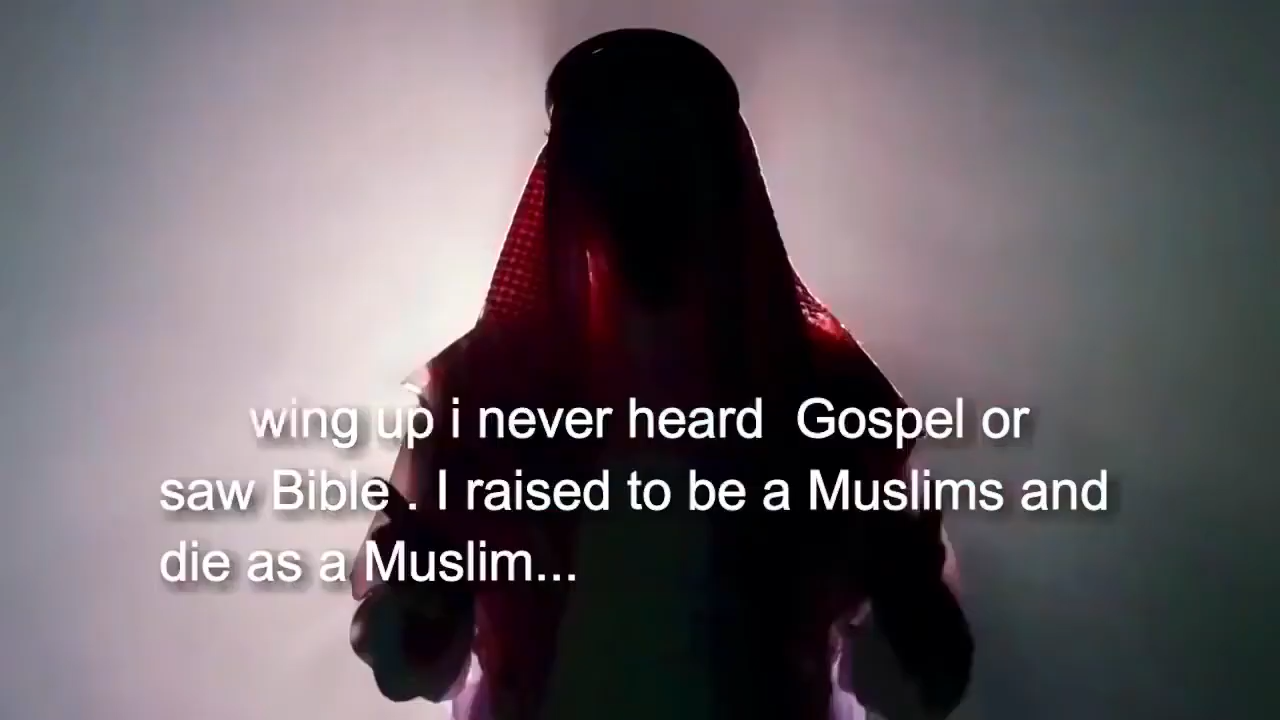 wing up i never heard Gospel or
saw Bible . I raised to be a Muslims and
die as a Muslim...